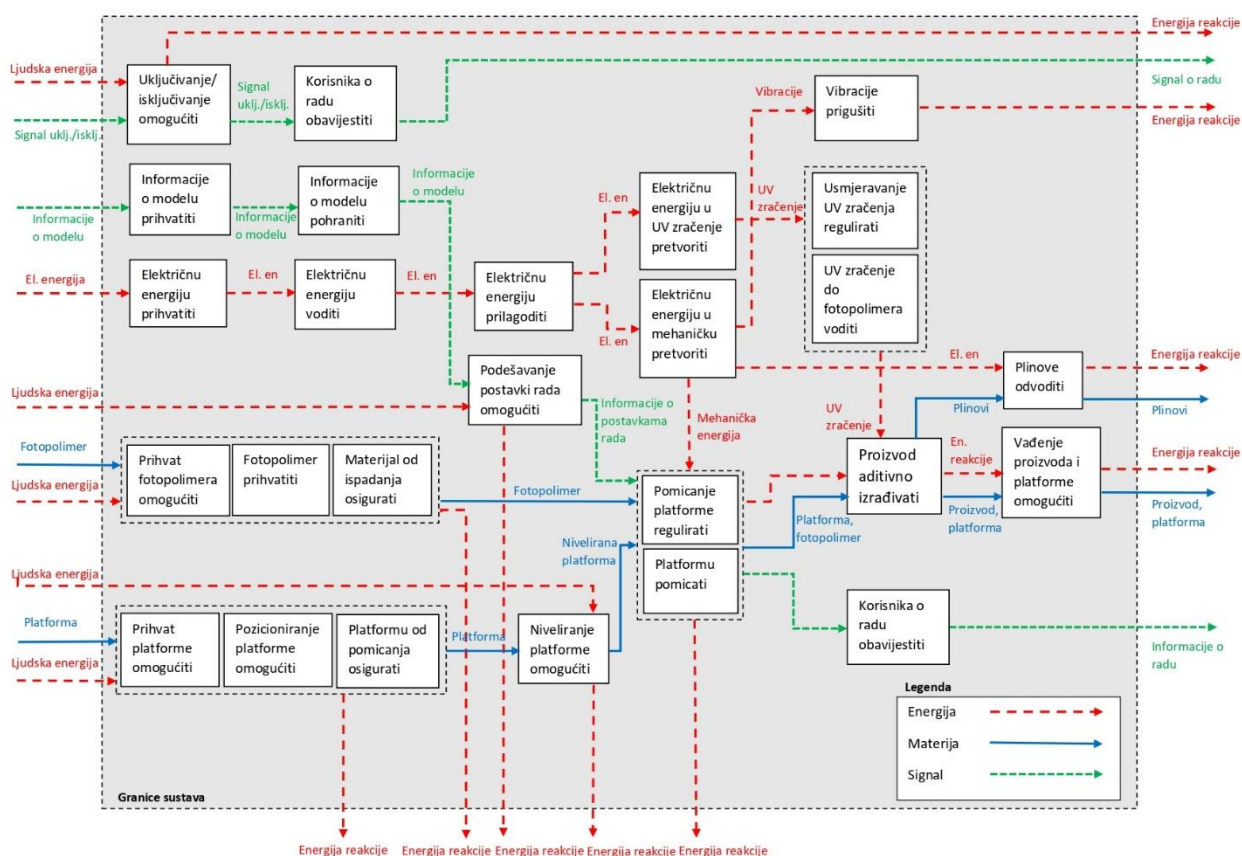 Energija reakcije
Ljudska energija
Uključivanje/
isključivanje
omogućiti
Signal
uklj./isklj.
Korisnika o
radu
obavijestiti
Signal o radu
Signal uklj./isklj.
Vibracije
Vibracije
prigušiti
Energija reakcije
Informacije
o modelu
Informacije
o modelu
prihvatiti
Informacije
o modelu
Informacije
o modelu
pohraniti
Informacije
o modelu
El. en
Električnu
energiju u
UV zračenje
pretvoriti
UV
zračenje
Usmjeravanje
UV zračenja
regulirati
UV zračenje
do
fotopolimera
voditi
El. energija
Električnu
energiju
prihvatiti
El. en
Električnu
energiju
voditi
El. en
Električnu
energiju
prilagoditi
El. en
Električnu
energiju u
mehaničku
pretvoriti
El. en
Plinove
odvoditi
Energija reakcije
Plinovi
Plinovi
Ljudska energija
Podešavanje
postavki rada
omogućiti
Informacije o
postavkama
rada
Mehanička
energija
UV
zračenje
Fotopolimer
Ljudska energija
Prihvat
fotopolimera
omogućiti
Fotopolimer
prihvatiti
Materijal od
ispadanja
osigurati
Fotopolimer
Pomicanje
platforme
regulirati
Platformu
pomicati
Platforma,
fotopolimer
Proizvod
aditivno
izrađivati
En.
reakcije
Proizvod,
platforma
Vađenje
proizvoda i
platforme
omogućiti
Energija reakcije
Proizvod,
platforma
Nivelirana
platforma
Ljudska energija
Platforma
Ljudska energija
Prihvat
platforme
omogućiti
Pozicioniranje
platforme
omogućiti
Platformu od
pomicanja
osigurati
Platforma
Niveliranje
platforme
omogućiti
Korisnika o
radu
obavijestiti
Informacije o
radu
Legenda
Energija
Materija
Signal
Granice sustava
Energija reakcije
Energija reakcije
Energija reakcije
Energija reakcije
Energija reakcije